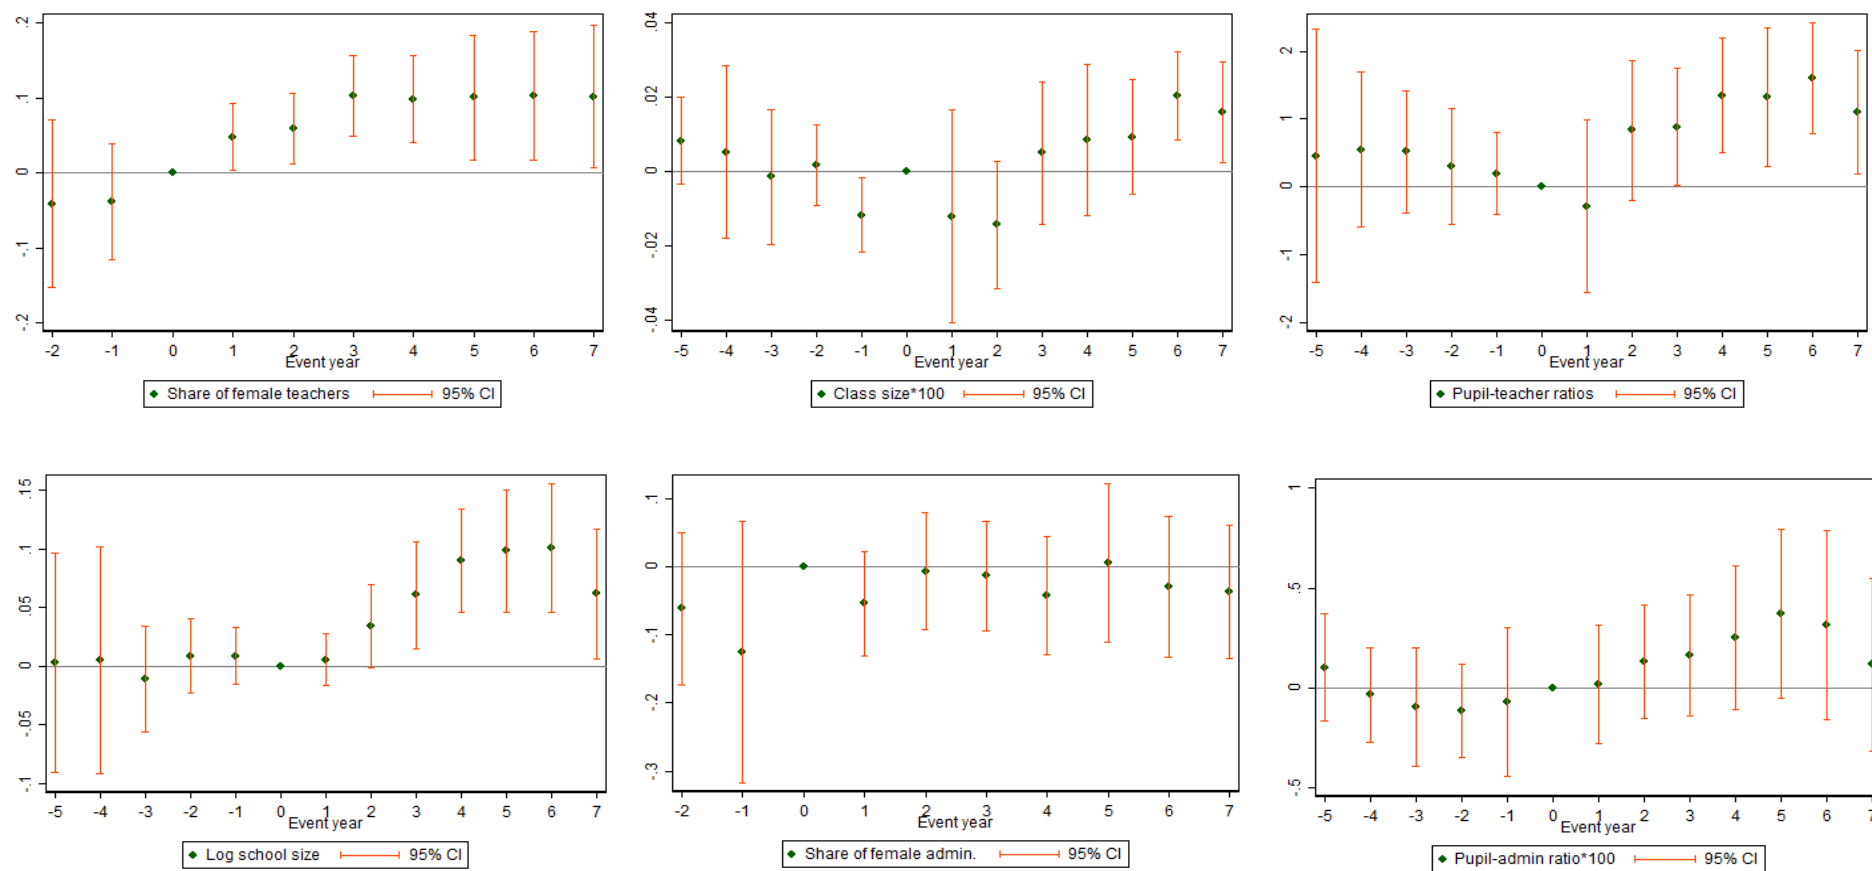 .2
.1
0
-.1
-.2
-2 -1 0 1 2 3 4 5 6 7
Event year
Share of female teachers 95% CI
.04
.02
0
-.02
-.04
-5 -4 -3 -2 -1 0 1 2 3 4 5 6 7
Event year
Class size*100 95% CI
2
1
0
-1
-2
-5 -4 -3 -2 -1 0 1 2 3 4 5 6 7
Event year
Pupil-teacher ratios 95% CI
.15
.1
.05
0
-.05
-.1
-5 -4 -3 -2 -1 0 1 2 3 4 5 6 7
Event year
Log school size 95% CI
.1
0
-.1
-.2
-.3
-2 -1 0 1 2 3 4 5 6 7
Event year
Share of female admin. 95% CI
1
.5
0
-.5
-5 -4 -3 -2 -1 0 1 2 3 4 5 6 7
Event year
Pupil-admin ratio*100 95% CI